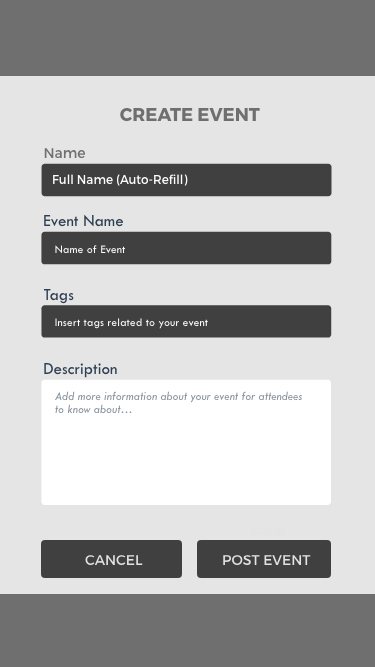 CREATE EVENT
Name
Full Name (Auto-Refill)
Event Name
Name of Event
Tags
Insert tags related to your event
Description
Add more information about your event for attendees
to know about...
CANCEL
POST EVENT